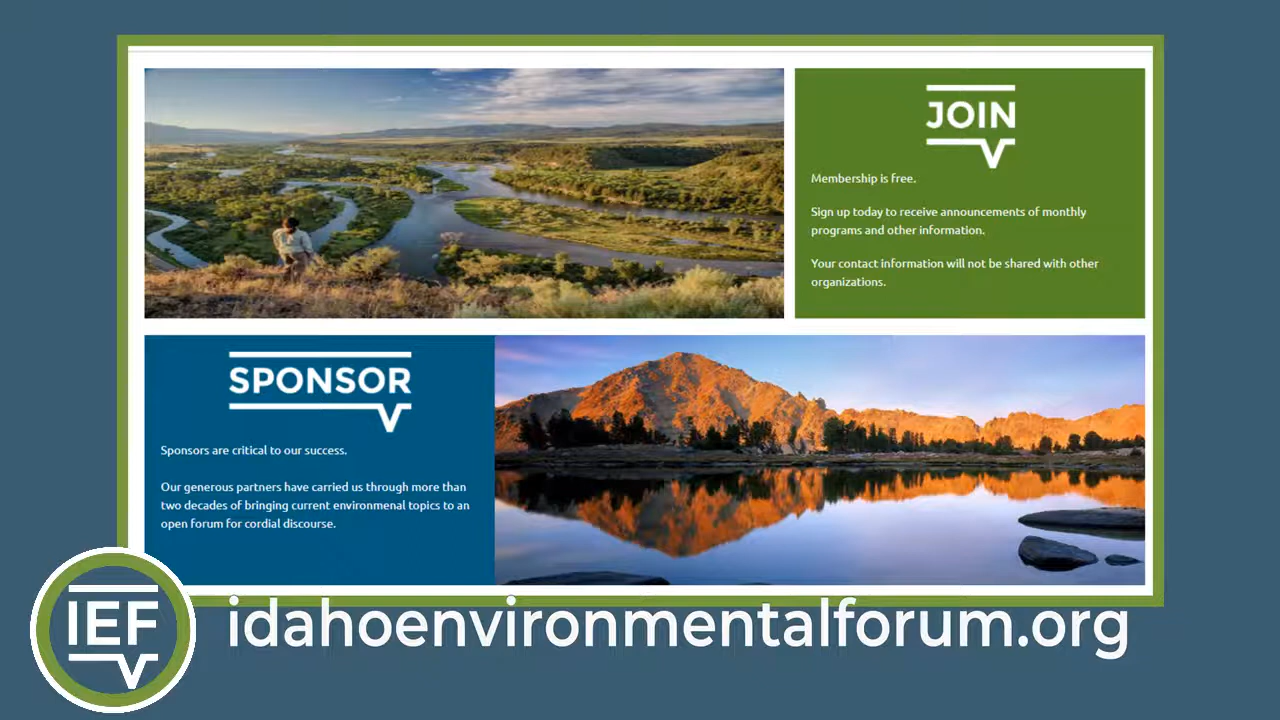 JOIN
Membership is free.
Sign up today to receive announcements of monthly
programs and other information.
Your contact information will not be shared with other
organizations.
SPONSOR
Sponsors are critical to our success.
Our generous partners have carried us through more than
two decades of bringing current environmenal topics to an
open forum for cordial discourse.
IEF
idahoenvironmentalforum.org